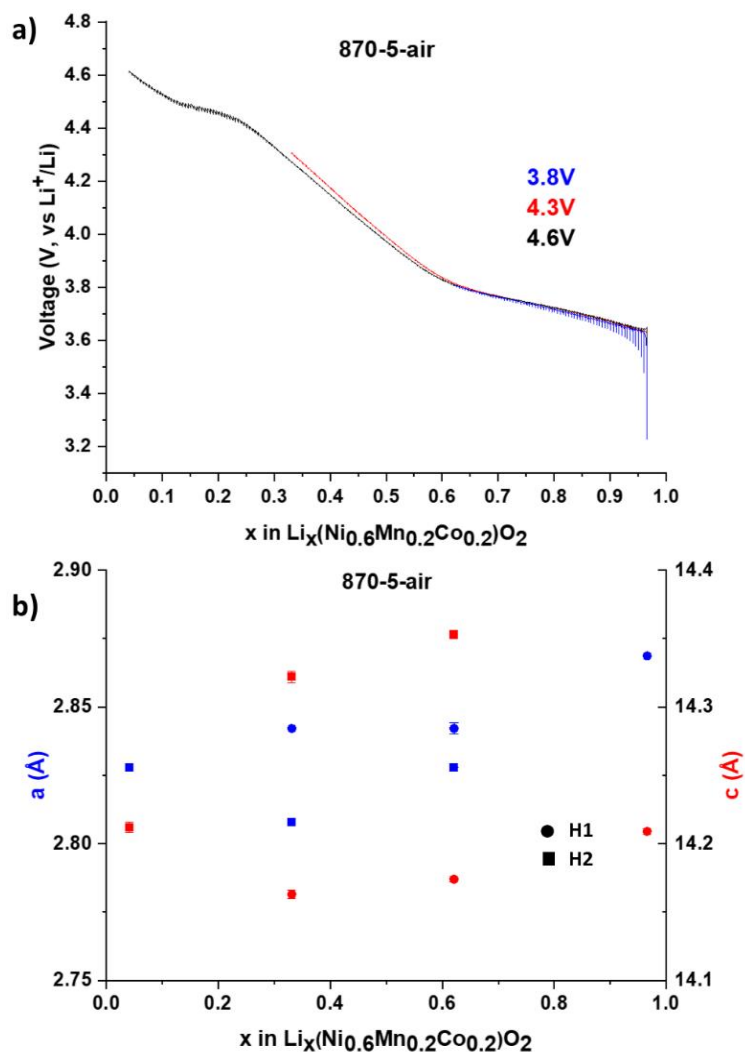 a)
870-5-air
4.8
4.6
4.4
4.2
4.0
3.8
3.6
3.4
3.2
Voltage (V, vs Li⁺/Li)
3.8V
4.3V
4.6V
0.0 0.1 0.2 0.3 0.4 0.5 0.6 0.7 0.8 0.9 1.0
x in Liₓ(Ni₀.₆Mn₀.₂Co₀.₂)O₂
b)
870-5-air
2.90
2.85
2.80
2.75
a (Å)
14.4
14.3
14.2
14.1
c (Å)
H1
H2
0.0 0.2 0.4 0.6 0.8 1.0
x in Liₓ(Ni₀.₆Mn₀.₂Co₀.₂)O₂